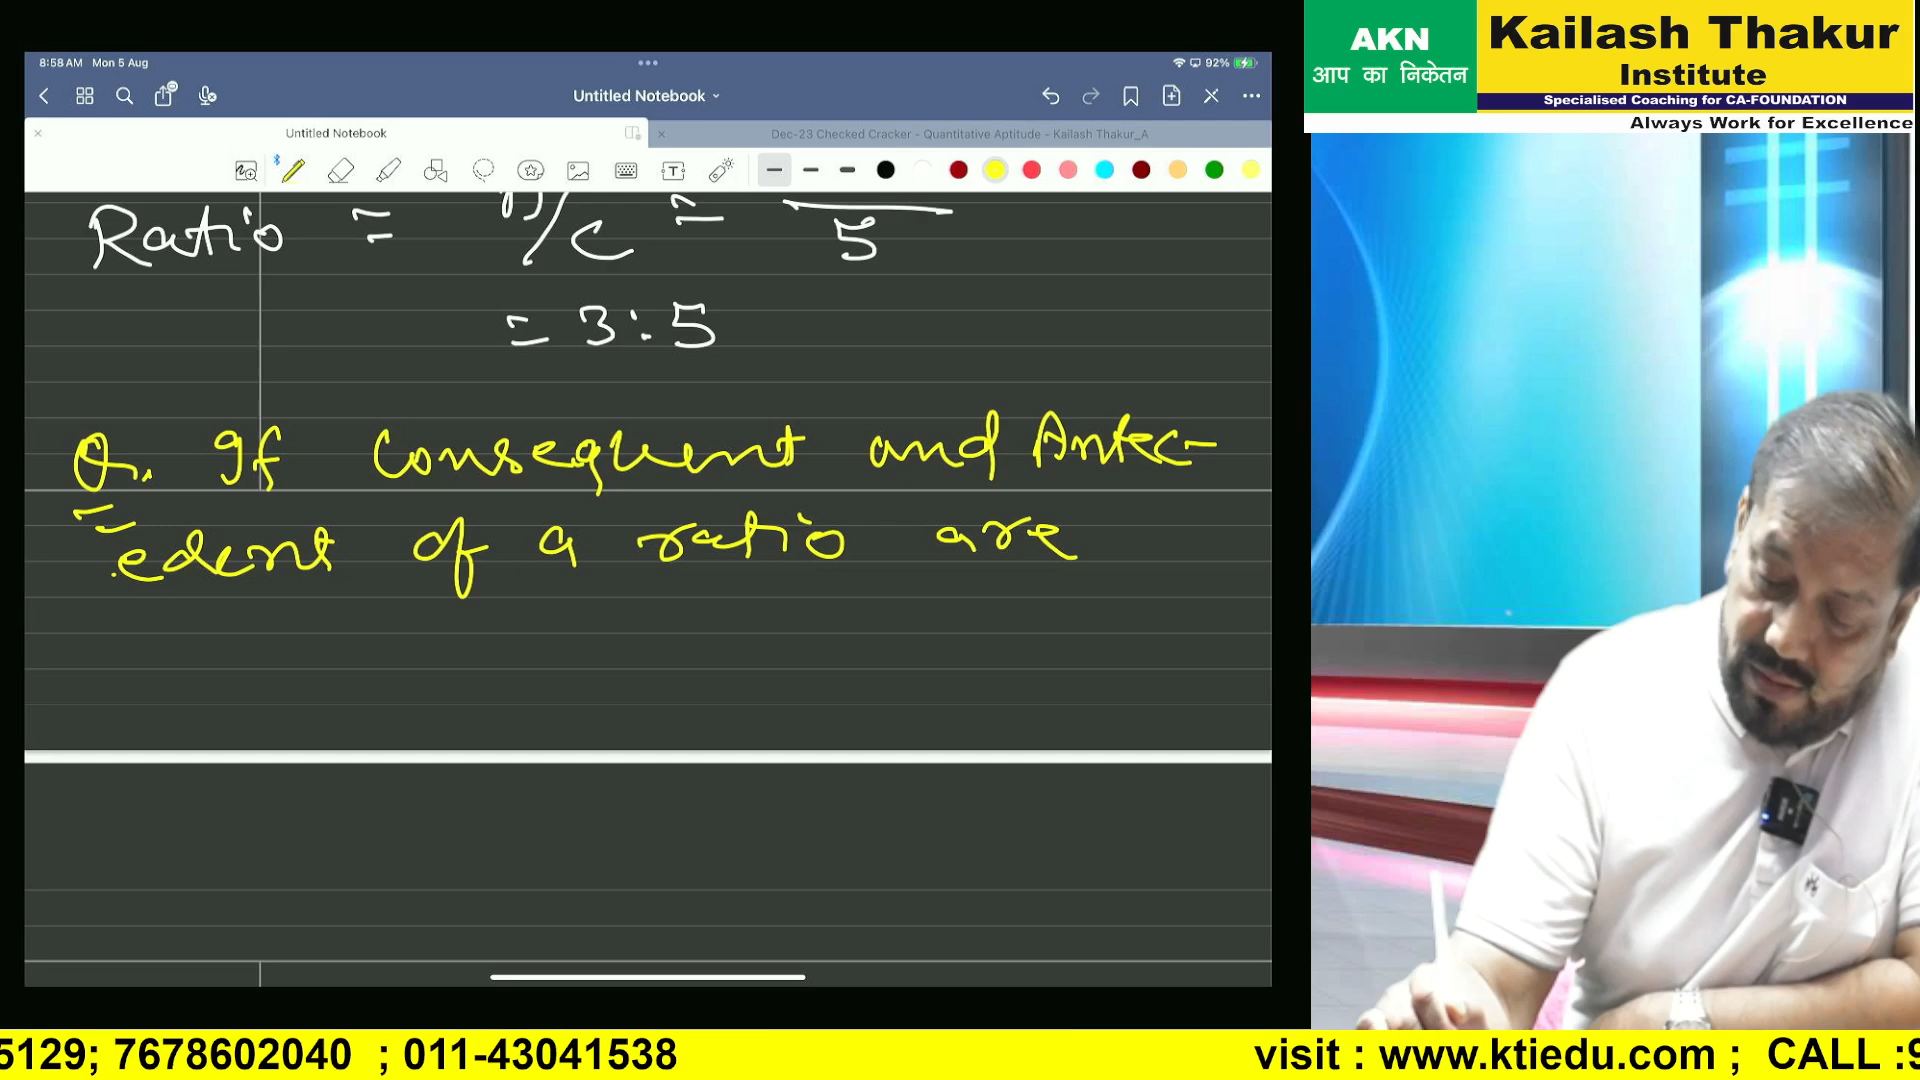 AKN
आप का निकेतन
Kailash Thakur
Institute
Specialised Coaching for CA-FOUNDATION
Always Work for Excellence
8:58 AM Mon 5 Aug
92%
Untitled Notebook
Untitled Notebook
Dec-23 Checked Cracker - Quantitative Aptitude - Kailash Thakur_A
Ratio = /C = 5
= 3:5
Q. If Consequent and Antec-
edent of a ratio are
5129; 7678602040 ; 011-43041538
visit : www.ktiedu.com ; CALL :9